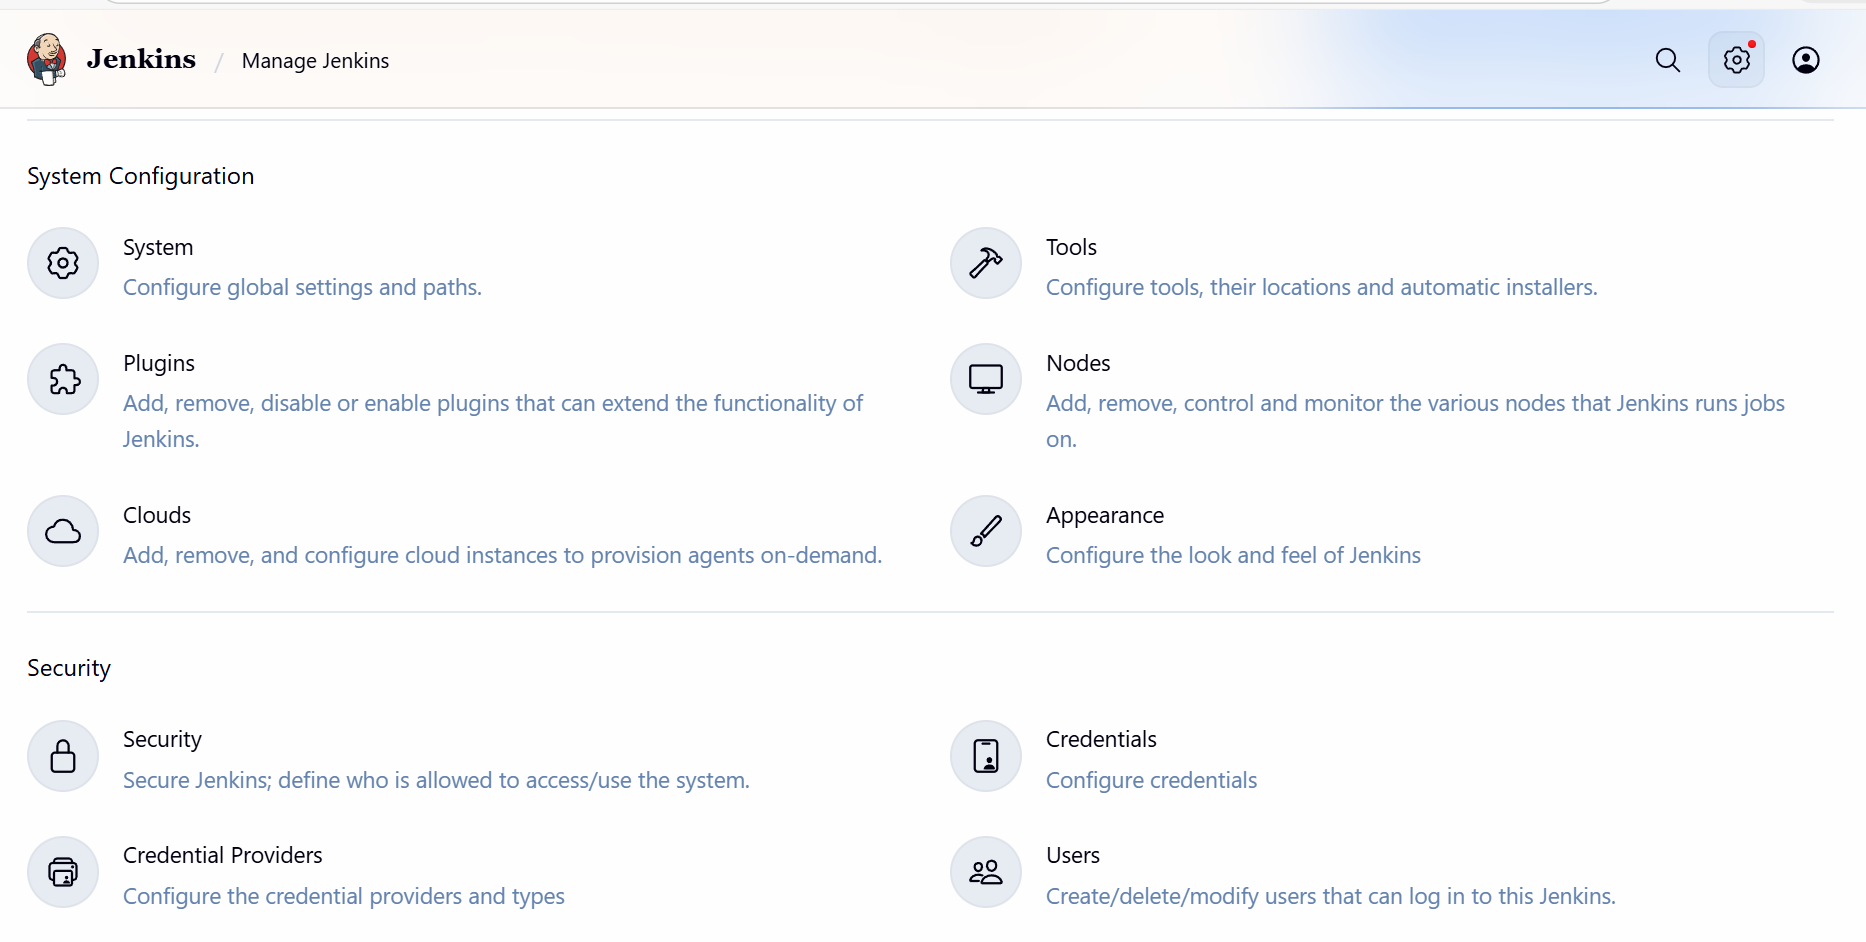 Jenkins / Manage Jenkins
System Configuration
System
Configure global settings and paths.
Tools
Configure tools, their locations and automatic installers.
Plugins
Add, remove, disable or enable plugins that can extend the functionality of
Jenkins.
Nodes
Add, remove, control and monitor the various nodes that Jenkins runs jobs
on.
Clouds
Add, remove, and configure cloud instances to provision agents on-demand.
Appearance
Configure the look and feel of Jenkins
Security
Security
Secure Jenkins; define who is allowed to access/use the system.
Credentials
Configure credentials
Credential Providers
Configure the credential providers and types
Users
Create/delete/modify users that can log in to this Jenkins.